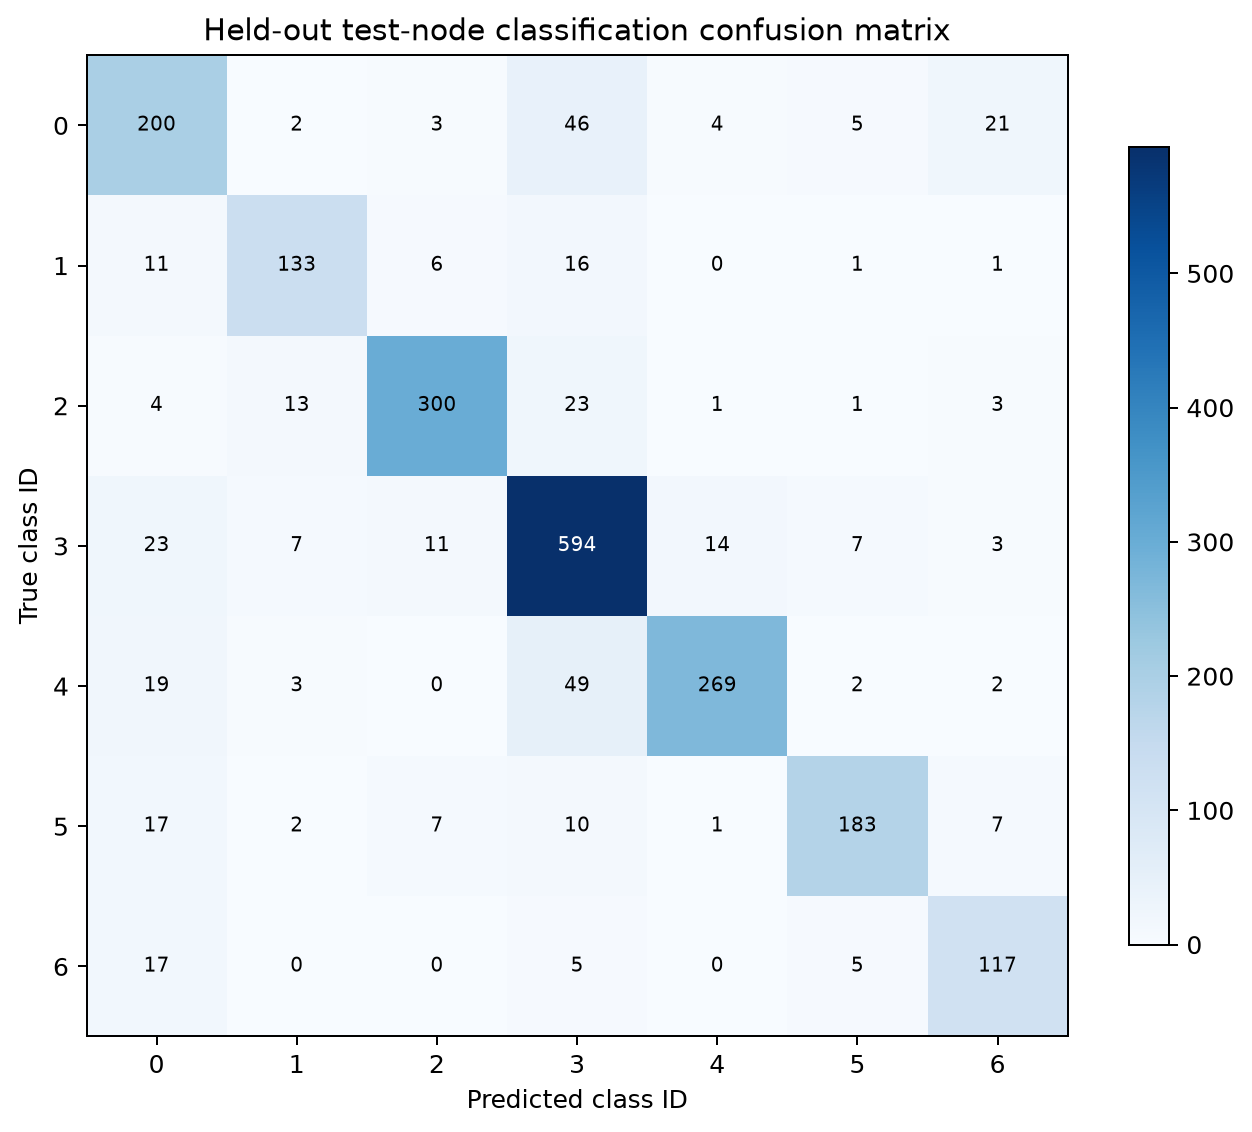 Held-out test-node classification confusion matrix
True class ID
0 200 2 3 46 4 5 21
1 11 133 6 16 0 1 1
2 4 13 300 23 1 1 3
3 23 7 11 594 14 7 3
4 19 3 0 49 269 2 2
5 17 2 7 10 1 183 7
6 17 0 0 5 0 5 117
0 1 2 3 4 5 6
Predicted class ID
500
400
300
200
100
0